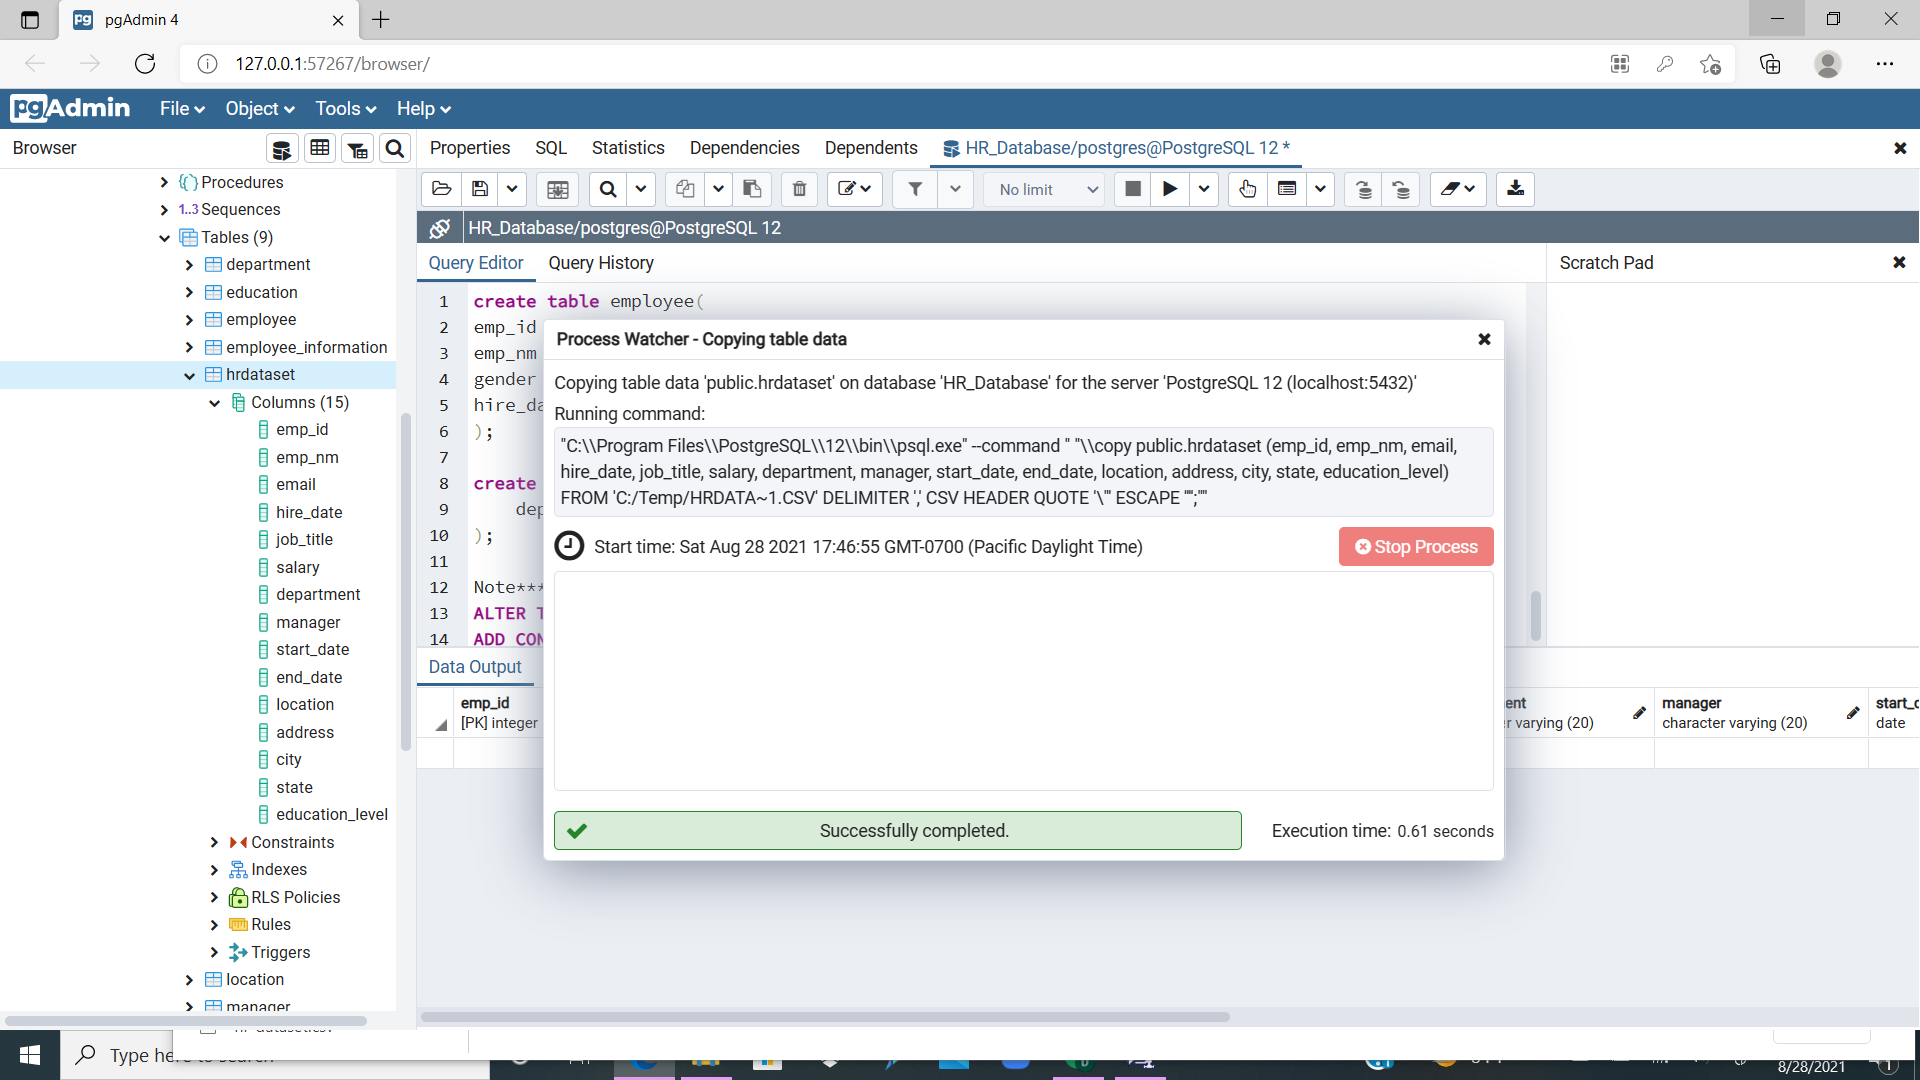 pgAdmin 4
127.0.0.1:57267/browser/
pgAdmin File Object Tools Help
Browser
Properties SQL Statistics Dependencies Dependents HR_Database/postgres@PostgreSQL 12 *
Procedures
1..3 Sequences
Tables (9)
department
education
employee
employee_information
hrdataset
Columns (15)
emp_id
emp_nm
email
hire_date
job_title
salary
department
manager
start_date
end_date
location
address
city
state
education_level
Constraints
Indexes
RLS Policies
Rules
Triggers
location
manager
No limit
HR_Database/postgres@PostgreSQL 12
Query Editor Query History
Scratch Pad
1 create table employee(
2 emp_id
3 emp_nm
4 gender
5 hire_da
6 );
7
8 create
9 dep
10 );
11
12 Note***
13 ALTER T
14 ADD CON
Process Watcher - Copying table data
Copying table data 'public.hrdataset' on database 'HR_Database' for the server 'PostgreSQL 12 (localhost:5432)'
Running command:
"C:\\Program Files\\PostgreSQL\\12\\bin\\psql.exe" --command " "\\copy public.hrdataset (emp_id, emp_nm, email,
hire_date, job_title, salary, department, manager, start_date, end_date, location, address, city, state, education_level)
FROM 'C:/Temp/HRDATA~1.CSV' DELIMITER ',' CSV HEADER QUOTE '\"' ESCAPE '''';""
Start time: Sat Aug 28 2021 17:46:55 GMT-0700 (Pacific Daylight Time)
Stop Process
Successfully completed.
Execution time: 0.61 seconds
Data Output
emp_id
[PK] integer
ent
r varying (20)
manager
character varying (20)
start_d
date
Type here to search
8/28/2021
1